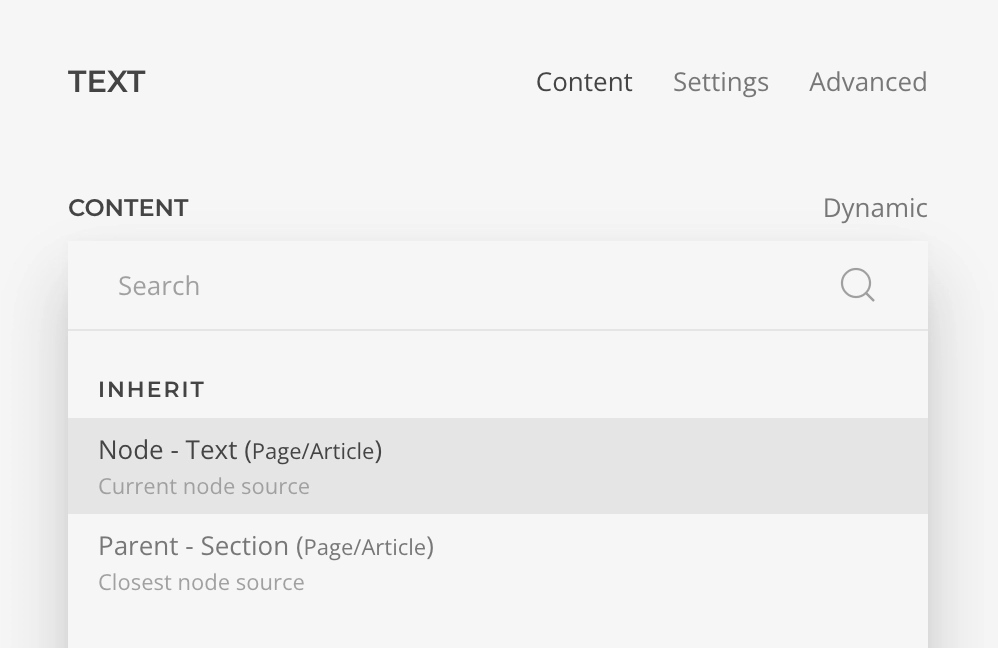 TEXT Content Settings Advanced
CONTENT Dynamic
Search
INHERIT
Node - Text (Page/Article)
Current node source
Parent - Section (Page/Article)
Closest node source